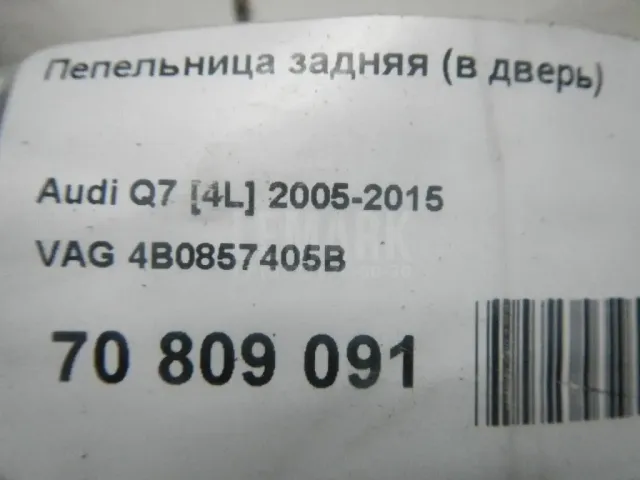 Пепельница задняя (в дверь)
Audi Q7 [4L] 2005-2015
VAG 4B0857405B
70 809 091